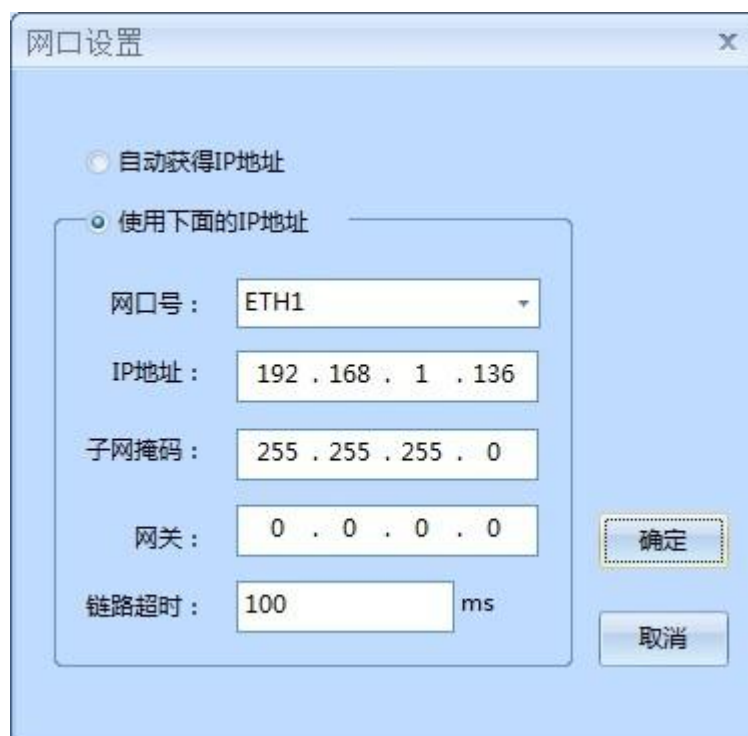 网口设置 x
自动获得IP地址
使用下面的IP地址
网口号： ETH1
IP地址： 192 . 168 . 1 . 136
子网掩码： 255 . 255 . 255 . 0
网关： 0 . 0 . 0 . 0
确定
链路超时： 100 ms
取消